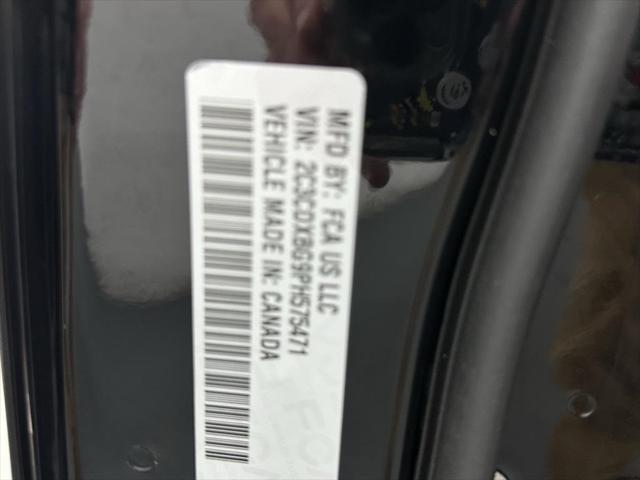 MFD BY: FCA US LLC
VIN: 2C3CDXBG9PH575471
VEHICLE MADE IN: CANADA